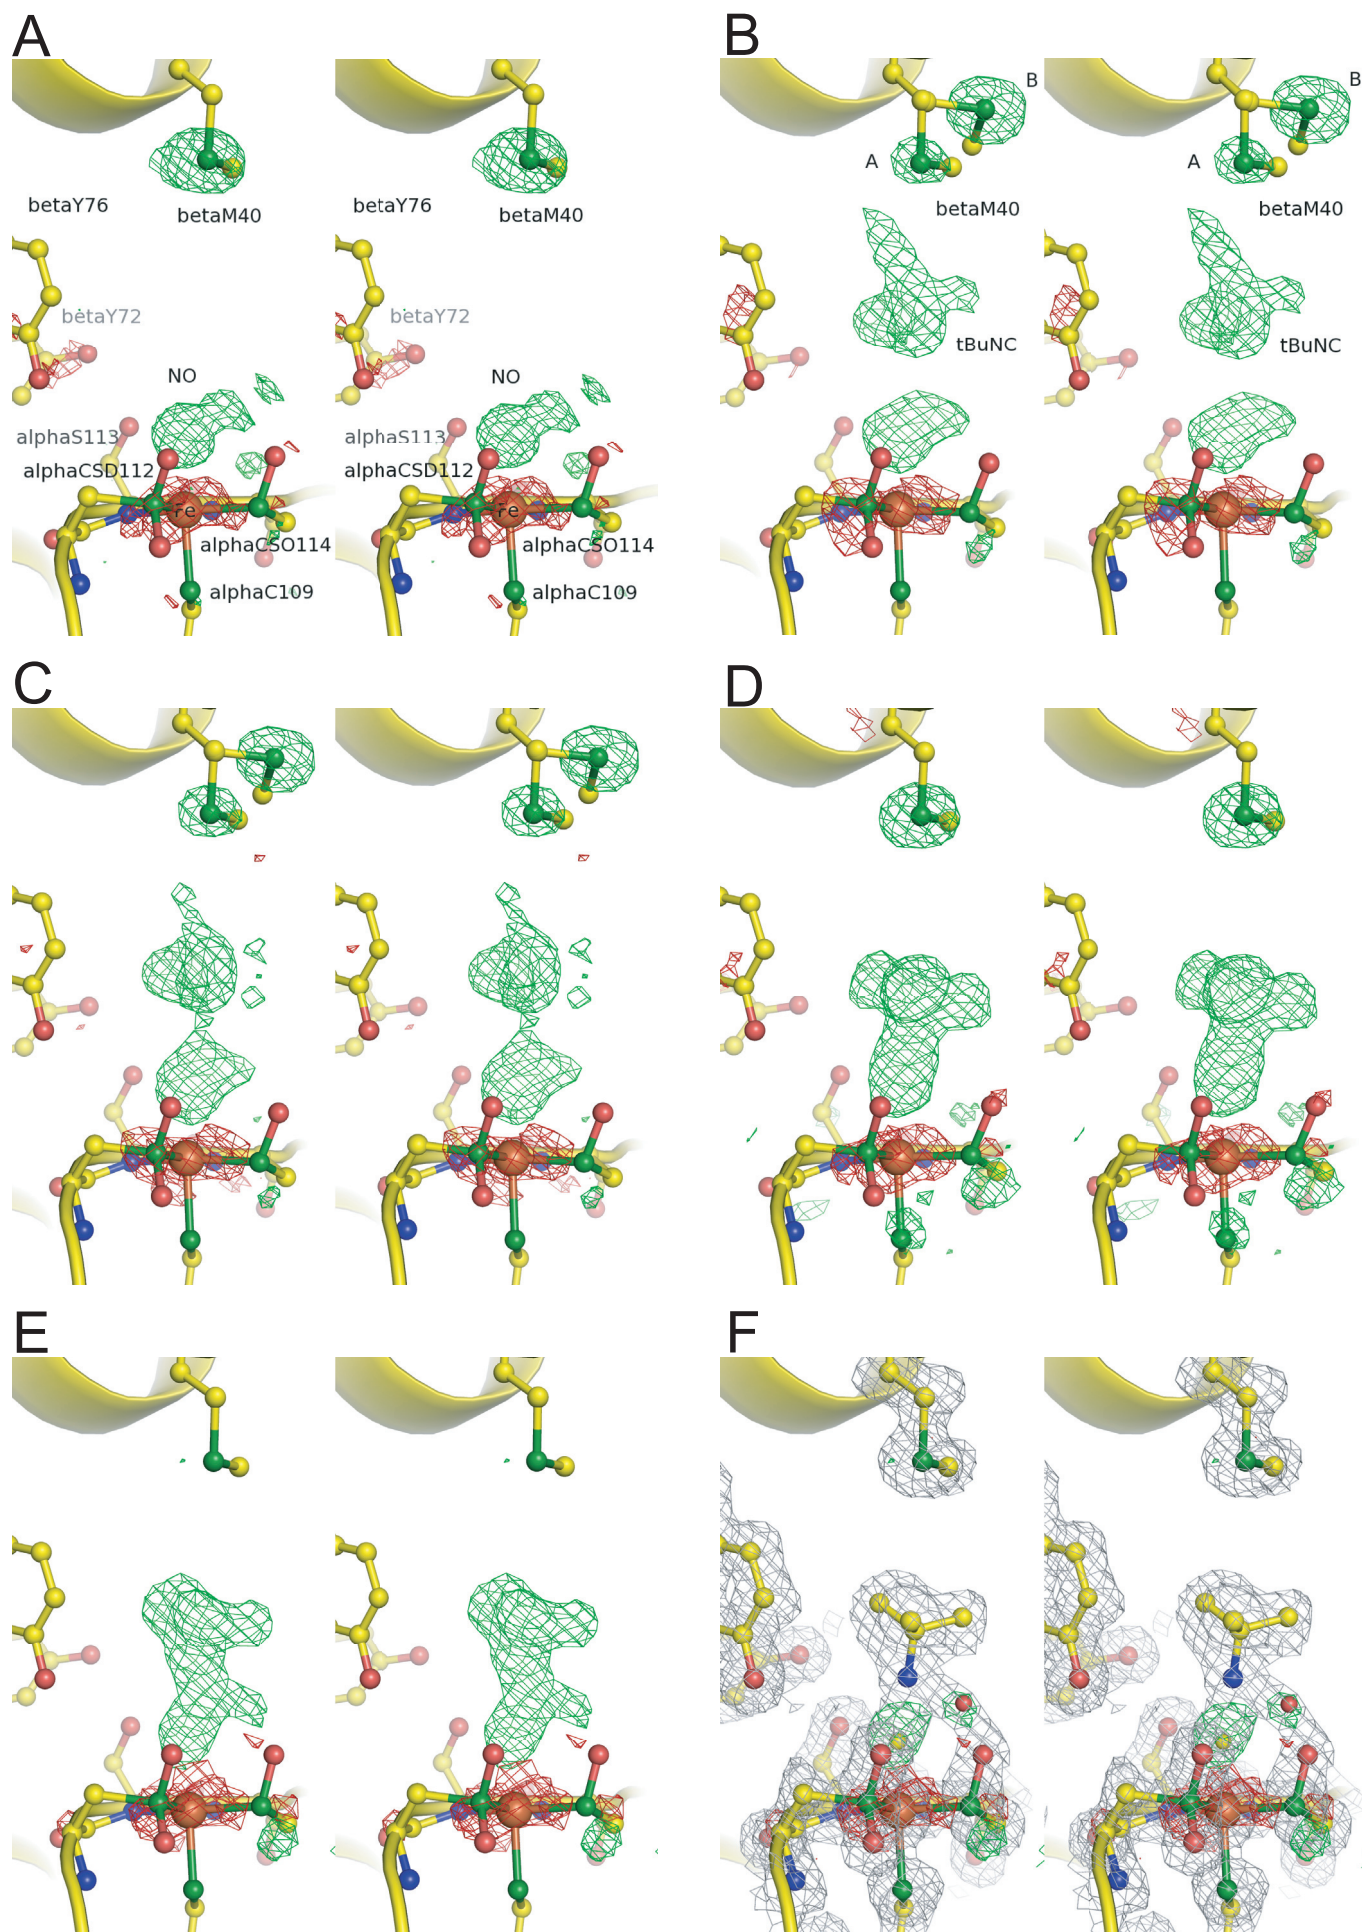 A
betaY76
betaM40
betaY72
NO
alphaS113
alphaCSD112
Fe
alphaCSO114
alphaC109
betaY76
betaM40
betaY72
NO
alphaS113
alphaCSD112
Fe
alphaCSO114
alphaC109
B
B
A
betaM40
tBuNC
B
A
betaM40
tBuNC
C
D
E
F